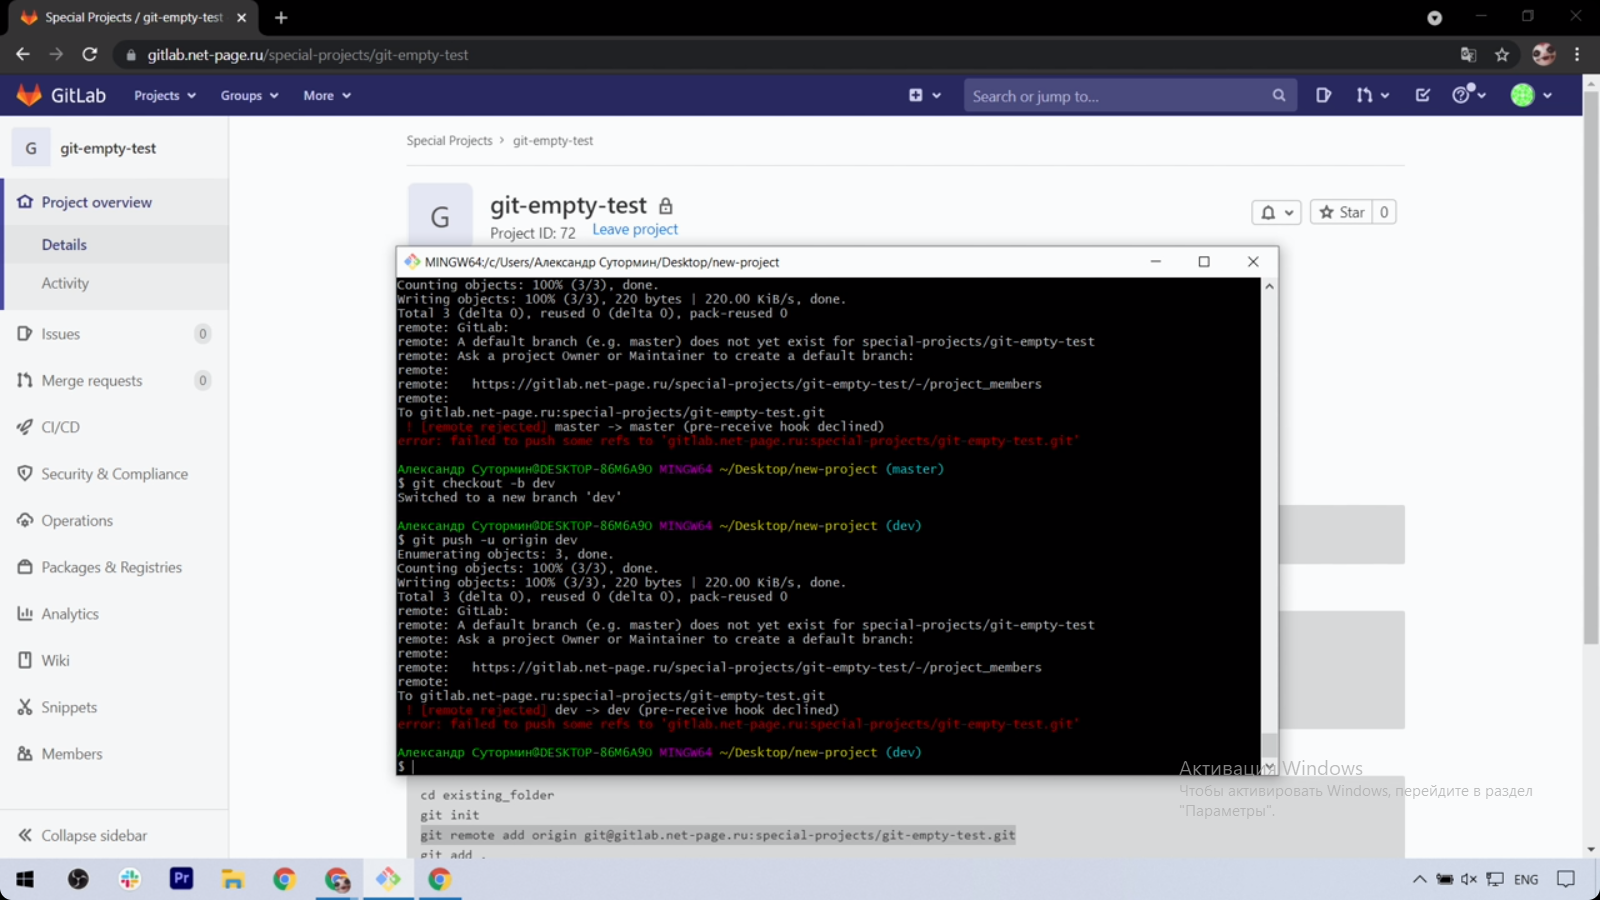 Special Projects / git-empty-test
gitlab.net-page.ru/special-projects/git-empty-test
GitLab
Projects
Groups
More
Search or jump to...
G
git-empty-test
Project overview
Details
Activity
Issues
0
Merge requests
0
CI/CD
Security & Compliance
Operations
Packages & Registries
Analytics
Wiki
Snippets
Members
Collapse sidebar
Special Projects > git-empty-test
G
git-empty-test
Project ID: 72
Leave project
Star
0
MINGW64:/c/Users/Александр Сутормин/Desktop/new-project
Counting objects: 100% (3/3), done.
Writing objects: 100% (3/3), 220 bytes | 220.00 KiB/s, done.
Total 3 (delta 0), reused 0 (delta 0), pack-reused 0
remote: GitLab:
remote: A default branch (e.g. master) does not yet exist for special-projects/git-empty-test
remote: Ask a project Owner or Maintainer to create a default branch:
remote:
remote:   https://gitlab.net-page.ru/special-projects/git-empty-test/-/project_members
remote:
To gitlab.net-page.ru:special-projects/git-empty-test.git
! [remote rejected] master -> master (pre-receive hook declined)
error: failed to push some refs to 'gitlab.net-page.ru:special-projects/git-empty-test.git'
Александр Сутормин@DESKTOP-86M6A9O MINGW64 ~/Desktop/new-project (master)
$ git checkout -b dev
Switched to a new branch 'dev'
Александр Сутормин@DESKTOP-86M6A9O MINGW64 ~/Desktop/new-project (dev)
$ git push -u origin dev
Enumerating objects: 3, done.
Counting objects: 100% (3/3), done.
Writing objects: 100% (3/3), 220 bytes | 220.00 KiB/s, done.
Total 3 (delta 0), reused 0 (delta 0), pack-reused 0
remote: GitLab:
remote: A default branch (e.g. master) does not yet exist for special-projects/git-empty-test
remote: Ask a project Owner or Maintainer to create a default branch:
remote:
remote:   https://gitlab.net-page.ru/special-projects/git-empty-test/-/project_members
remote:
To gitlab.net-page.ru:special-projects/git-empty-test.git
! [remote rejected] dev -> dev (pre-receive hook declined)
error: failed to push some refs to 'gitlab.net-page.ru:special-projects/git-empty-test.git'
Александр Сутормин@DESKTOP-86M6A9O MINGW64 ~/Desktop/new-project (dev)
$
Активация Windows
Чтобы активировать Windows, перейдите в раздел
"Параметры".
cd existing_folder
git init
git remote add origin git@gitlab.net-page.ru:special-projects/git-empty-test.git
git add .
Pr
ENG